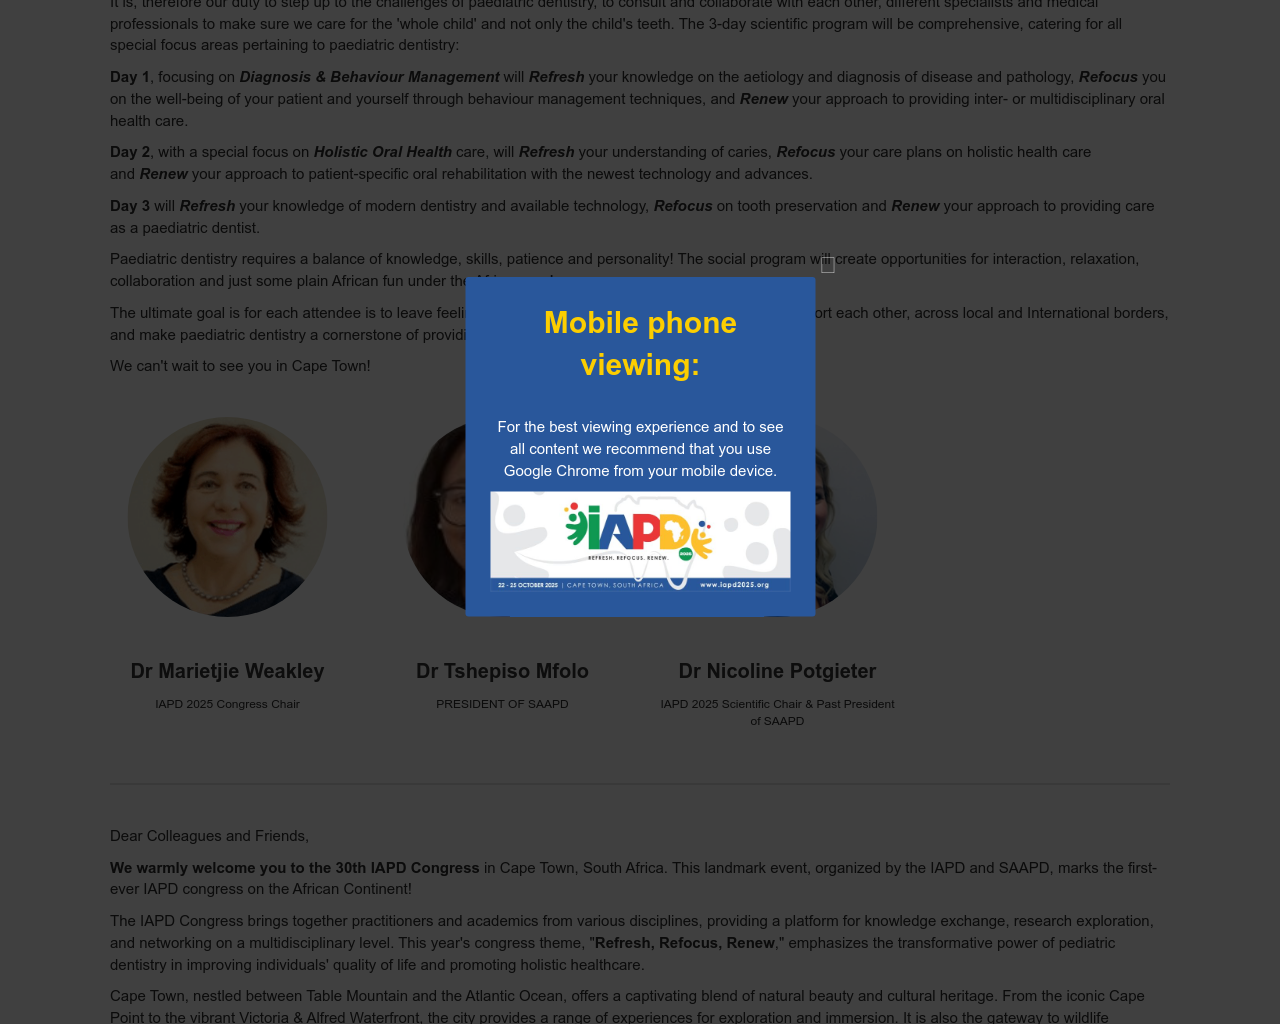 It is, therefore our duty to step up to the challenges of paediatric dentistry, to consult and collaborate with each other, different specialists and medical
professionals to make sure we care for the 'whole child' and not only the child's teeth. The 3-day scientific program will be comprehensive, catering for all
special focus areas pertaining to paediatric dentistry:
Day 1, focusing on Diagnosis & Behaviour Management will Refresh your knowledge on the aetiology and diagnosis of disease and pathology, Refocus you
on the well-being of your patient and yourself through behaviour management techniques, and Renew your approach to providing inter- or multidisciplinary oral
health care.
Day 2, with a special focus on Holistic Oral Health care, will Refresh your understanding of caries, Refocus your care plans on holistic health care
and Renew your approach to patient-specific oral rehabilitation with the newest technology and advances.
Day 3 will Refresh your knowledge of modern dentistry and available technology, Refocus on tooth preservation and Renew your approach to providing care
as a paediatric dentist.
Paediatric dentistry requires a balance of knowledge, skills, patience and personality! The social program will create opportunities for interaction, relaxation,
collaboration and just some plain African fun under the
The ultimate goal is for each attendee is to leave each other, across local and International borders,
and make paediatric dentistry a cornerstone of
We can't wait to see you in Cape Town!
Mobile phone
viewing:
For the best viewing experience and to see
all content we recommend that you use
Google Chrome from your mobile device.
iAPD
2025
REFRESH. REFOCUS. RENEW.
22 - 25 OCTOBER 2025 | CAPE TOWN, SOUTH AFRICA www.iapd2025.org
Dr Marietjie Weakley
IAPD 2025 Congress Chair
Dr Tshepiso Mfolo
PRESIDENT OF SAAPD
Dr Nicoline Potgieter
IAPD 2025 Scientific Chair & Past President
of SAAPD
Dear Colleagues and Friends,
We warmly welcome you to the 30th IAPD Congress in Cape Town, South Africa. This landmark event, organized by the IAPD and SAAPD, marks the first-
ever IAPD congress on the African Continent!
The IAPD Congress brings together practitioners and academics from various disciplines, providing a platform for knowledge exchange, research exploration,
and networking on a multidisciplinary level. This year's congress theme, "Refresh, Refocus, Renew," emphasizes the transformative power of pediatric
dentistry in improving individuals' quality of life and promoting holistic healthcare.
Cape Town, nestled between Table Mountain and the Atlantic Ocean, offers a captivating blend of natural beauty and cultural heritage. From the iconic Cape
Point to the vibrant Victoria & Alfred Waterfront, the city provides a range of experiences for exploration and immersion. It is also the gateway to wildlife